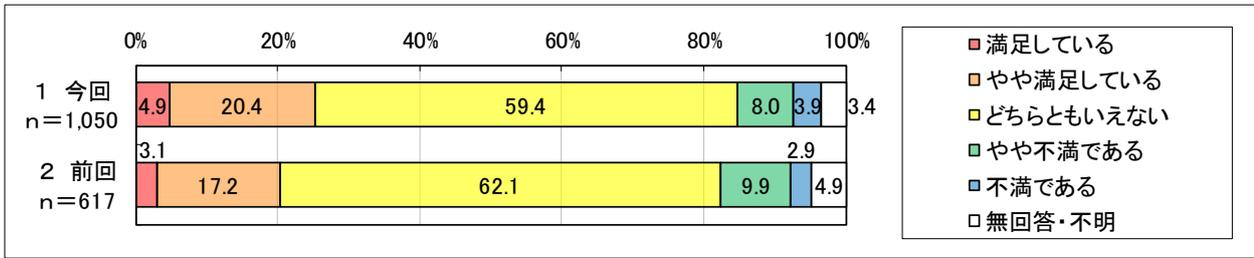 0% 20% 40% 60% 80% 100%
1 今回
n=1,050
4.9 20.4 59.4 8.0 3.9 3.4
2 前回
n=617
3.1 17.2 62.1 9.9 2.9 4.9
満足している
やや満足している
どちらともいえない
やや不満である
不満である
無回答・不明